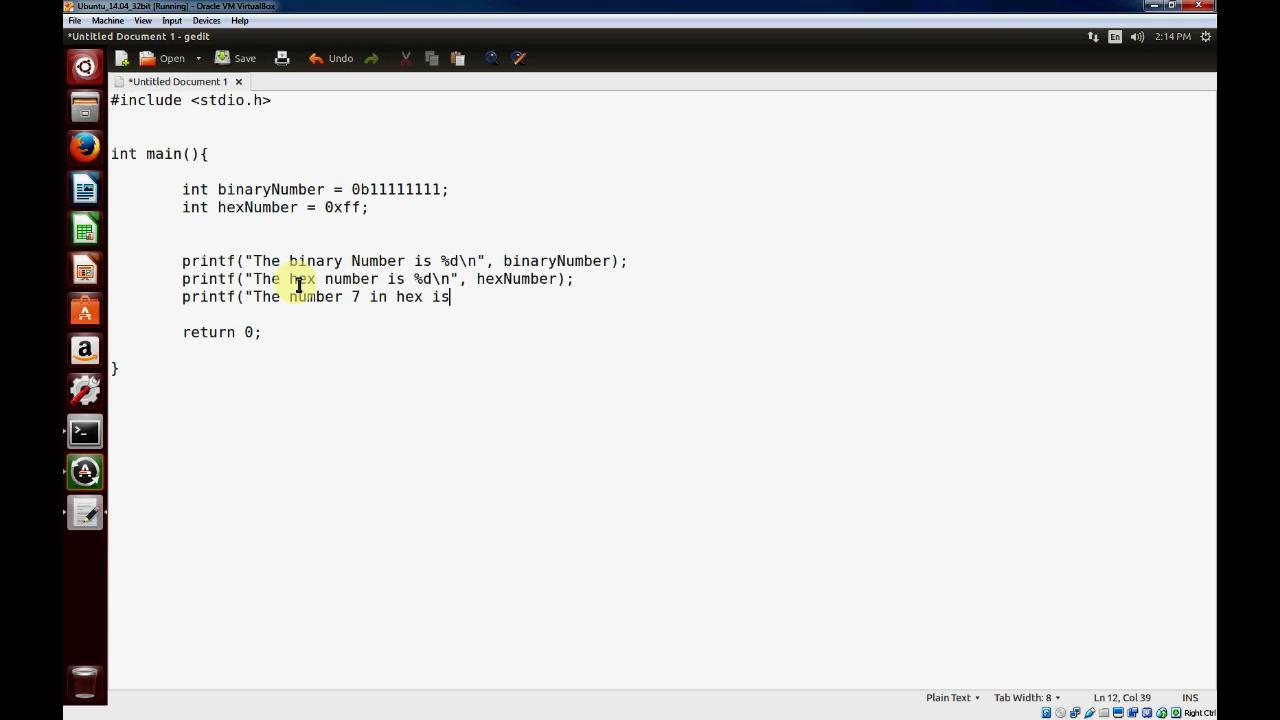 Ubuntu_14.04_32bit [Running] - Oracle VM VirtualBox
File Machine View Input Devices Help
*Untitled Document 1 - gedit
En 2:14 PM
Open Save Undo
*Untitled Document 1 ×
#include <stdio.h>
int main(){
int binaryNumber = 0b11111111;
int hexNumber = 0xff;
printf("The binary Number is %d\n", binaryNumber);
printf("The hex number is %d\n", hexNumber);
printf("The number 7 in hex is
return 0;
}
Plain Text Tab Width: 8 Ln 12, Col 39 INS
Right Ctrl